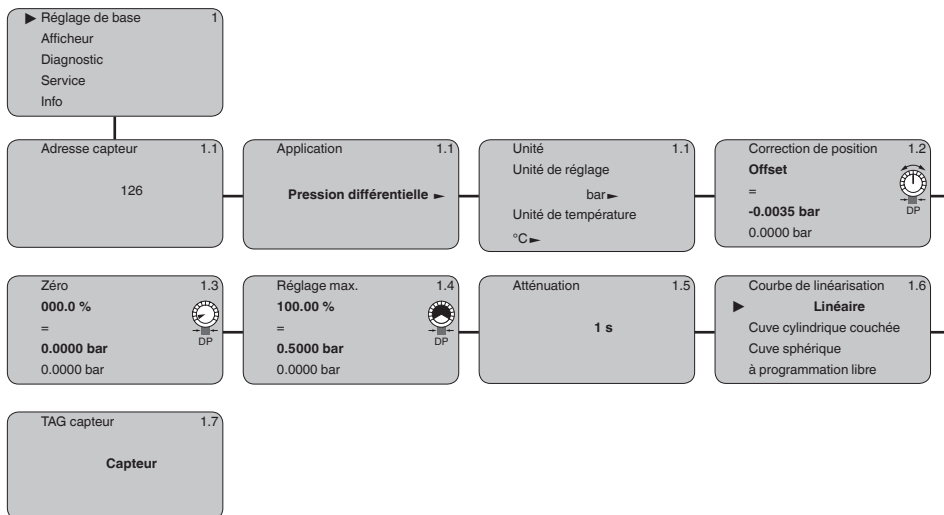 ► Réglage de base 1
Afficheur
Diagnostic
Service
Info
Adresse capteur 1.1
126
Application 1.1
Pression différentielle ►
Unité 1.1
Unité de réglage
bar ►
Unité de température
°C ►
Correction de position 1.2
Offset
=
-0.0035 bar
0.0000 bar
DP
Zéro 1.3
000.0 %
=
0.0000 bar
0.0000 bar
DP
Réglage max. 1.4
100.00 %
=
0.5000 bar
0.0000 bar
DP
Atténuation 1.5
1 s
Courbe de linéarisation 1.6
► Linéaire
Cuve cylindrique couchée
Cuve sphérique
à programmation libre
TAG capteur 1.7
Capteur